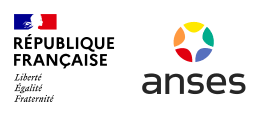 RÉPUBLIQUE
FRANÇAISE
Liberté
Égalité
Fraternité
anses